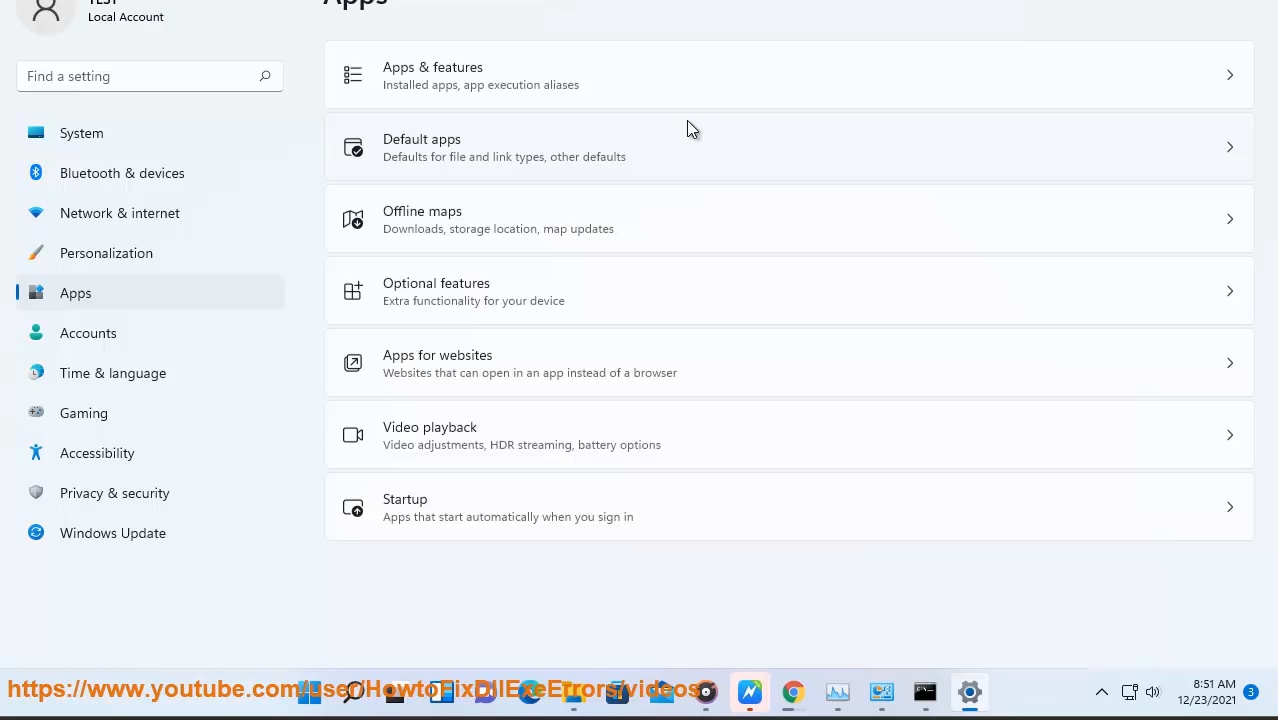 TEST
Local Account
Apps
Find a setting
System
Bluetooth & devices
Network & internet
Personalization
Apps
Accounts
Time & language
Gaming
Accessibility
Privacy & security
Windows Update
Apps & features
Installed apps, app execution aliases
Default apps
Defaults for file and link types, other defaults
Offline maps
Downloads, storage location, map updates
Optional features
Extra functionality for your device
Apps for websites
Websites that can open in an app instead of a browser
Video playback
Video adjustments, HDR streaming, battery options
Startup
Apps that start automatically when you sign in
https://www.youtube.com/user/HowtoFixDllExeErrors/videos
8:51 AM
12/23/2021
3